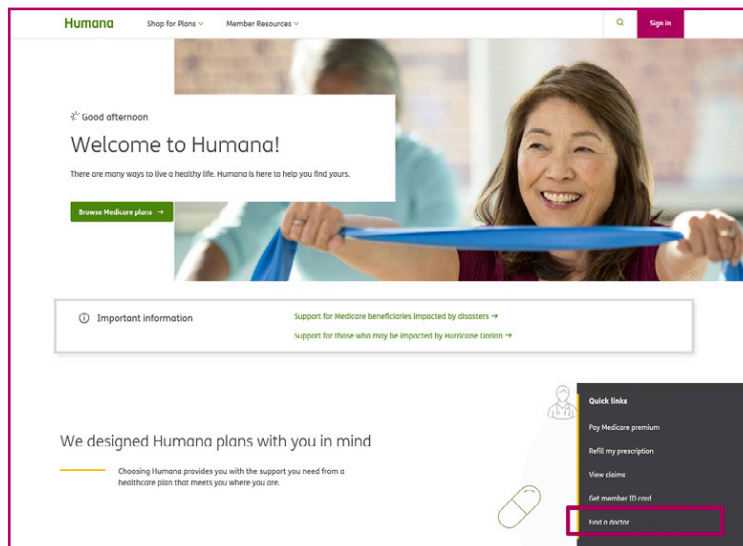 Humana
Shop for Plans
Member Resources
Sign in
Good afternoon
Welcome to Humana!
There are many ways to live a healthy life. Humana is here to help you find yours.
Browse Medicare plans →
Important information
Support for Medicare beneficiaries impacted by disasters →
Support for those who may be impacted by Hurricane Dorian →
Quick links
Pay Medicare premium
Refill my prescription
View claims
Get member ID card
Find a doctor
We designed Humana plans with you in mind
Choosing Humana provides you with the support you need from a
healthcare plan that meets you where you are.